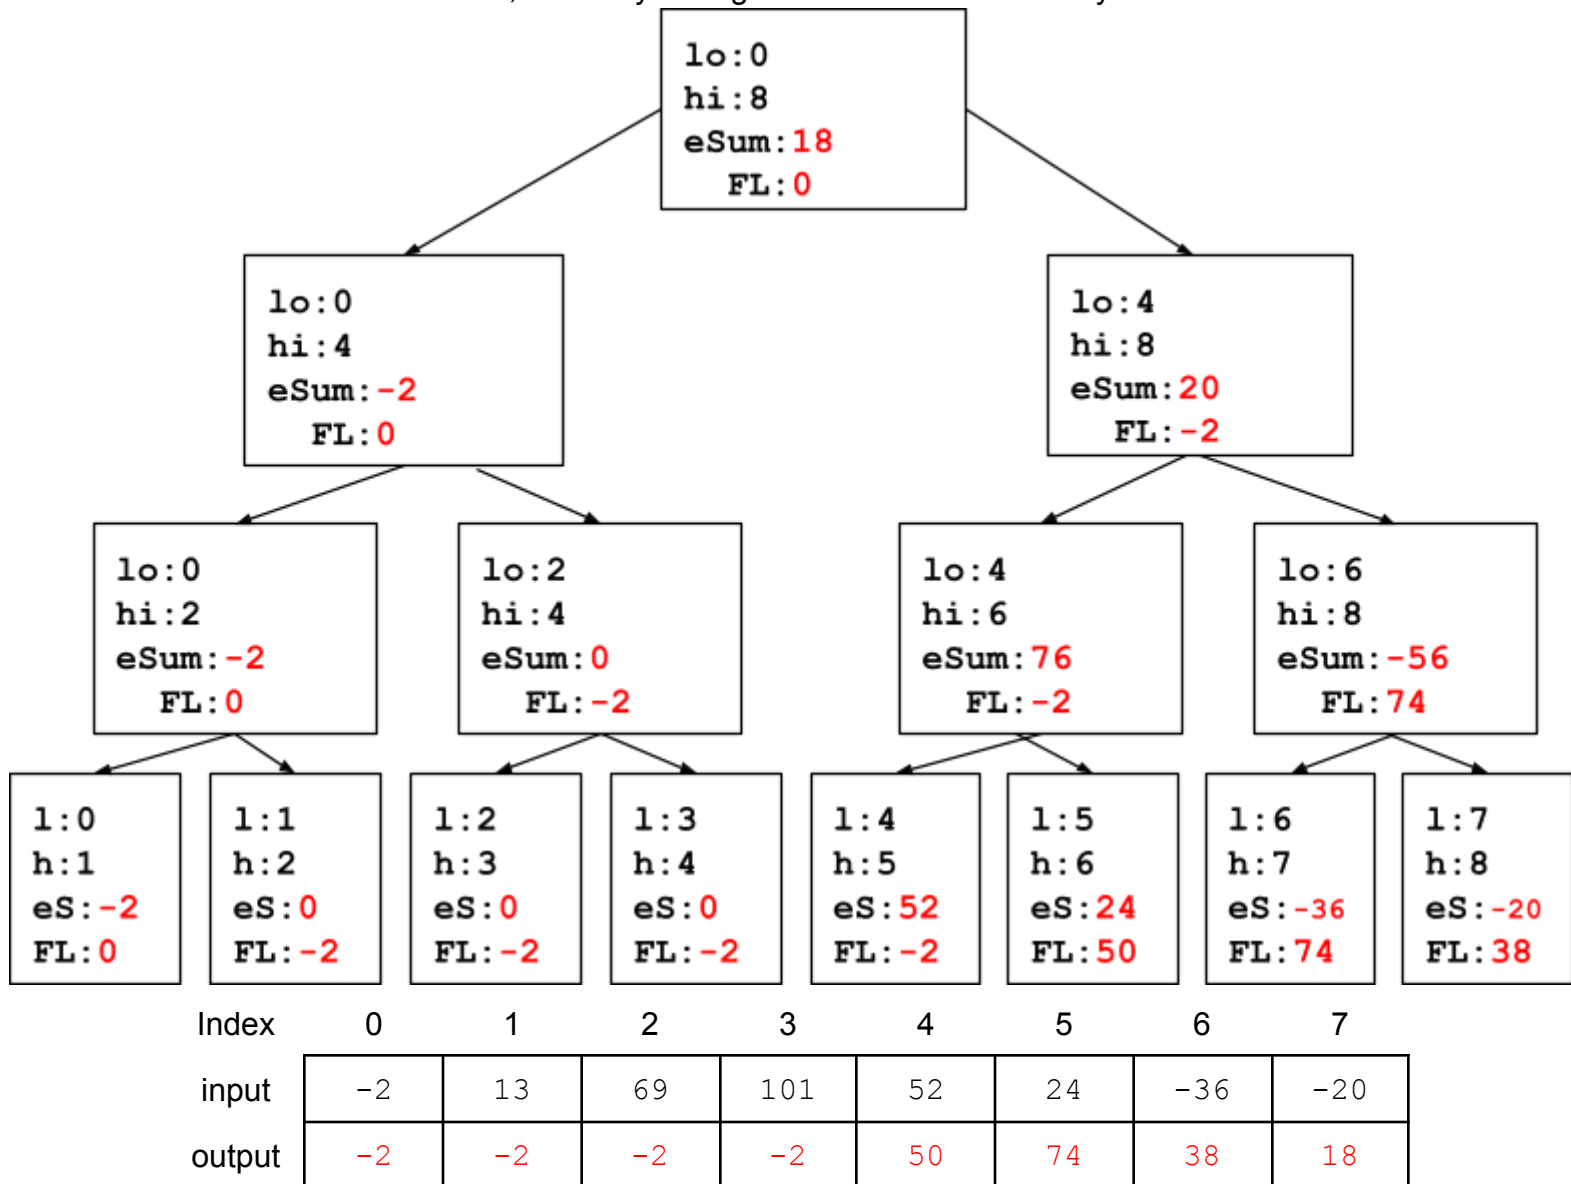 lo:0
hi:8
eSum:18
FL:0
lo:0
hi:4
eSum:-2
FL:0
lo:4
hi:8
eSum:20
FL:-2
lo:0
hi:2
eSum:-2
FL:0
lo:2
hi:4
eSum:0
FL:-2
lo:4
hi:6
eSum:76
FL:-2
lo:6
hi:8
eSum:-56
FL:74
l:0
h:1
eS:-2
FL:0
l:1
h:2
eS:0
FL:-2
l:2
h:3
eS:0
FL:-2
l:3
h:4
eS:0
FL:-2
l:4
h:5
eS:52
FL:-2
l:5
h:6
eS:24
FL:50
l:6
h:7
eS:-36
FL:74
l:7
h:8
eS:-20
FL:38
Index 0 1 2 3 4 5 6 7
input -2 13 69 101 52 24 -36 -20
output -2 -2 -2 -2 50 74 38 18